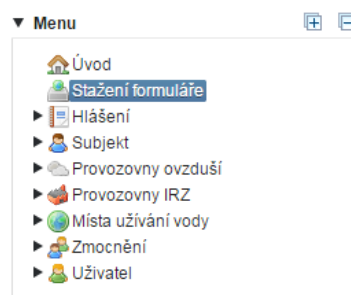 Menu
Úvod
Stažení formuláře
Hlášení
Subjekt
Provozovny ovzduší
Provozovny IRZ
Místa užívání vody
Zmocnění
Uživatel